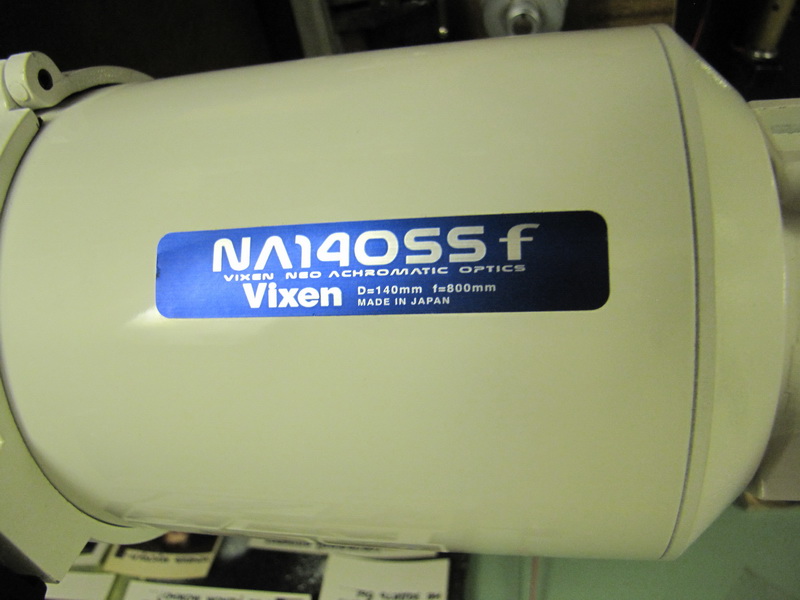 NA140SSf
VIXEN NEO ACHROMATIC OPTICS
Vixen D=140mm f=800mm
MADE IN JAPAN